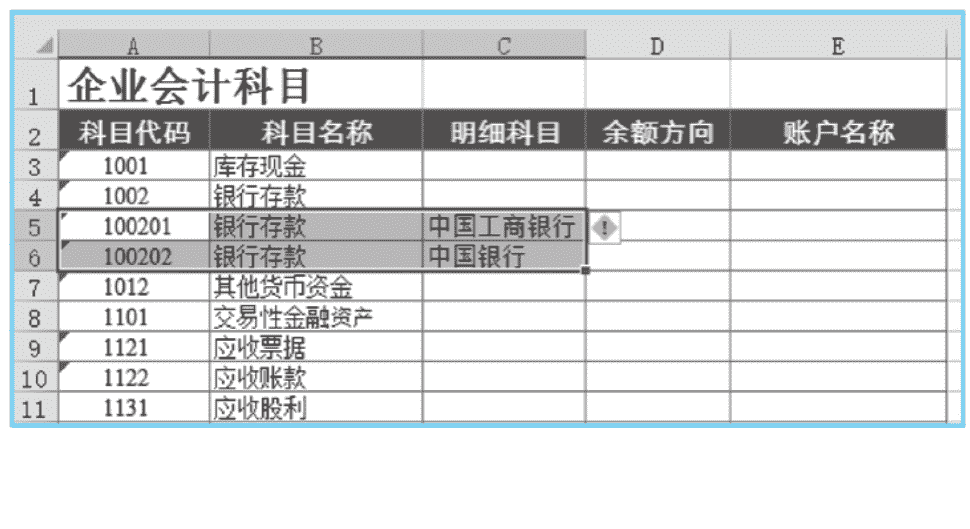 A B C D E
1 企业会计科目
2 科目代码 科目名称 明细科目 余额方向 账户名称
3 1001 库存现金
4 1002 银行存款
5 100201 银行存款 中国工商银行
6 100202 银行存款 中国银行
7 1012 其他货币资金
8 1101 交易性金融资产
9 1121 应收票据
10 1122 应收账款
11 1131 应收股利